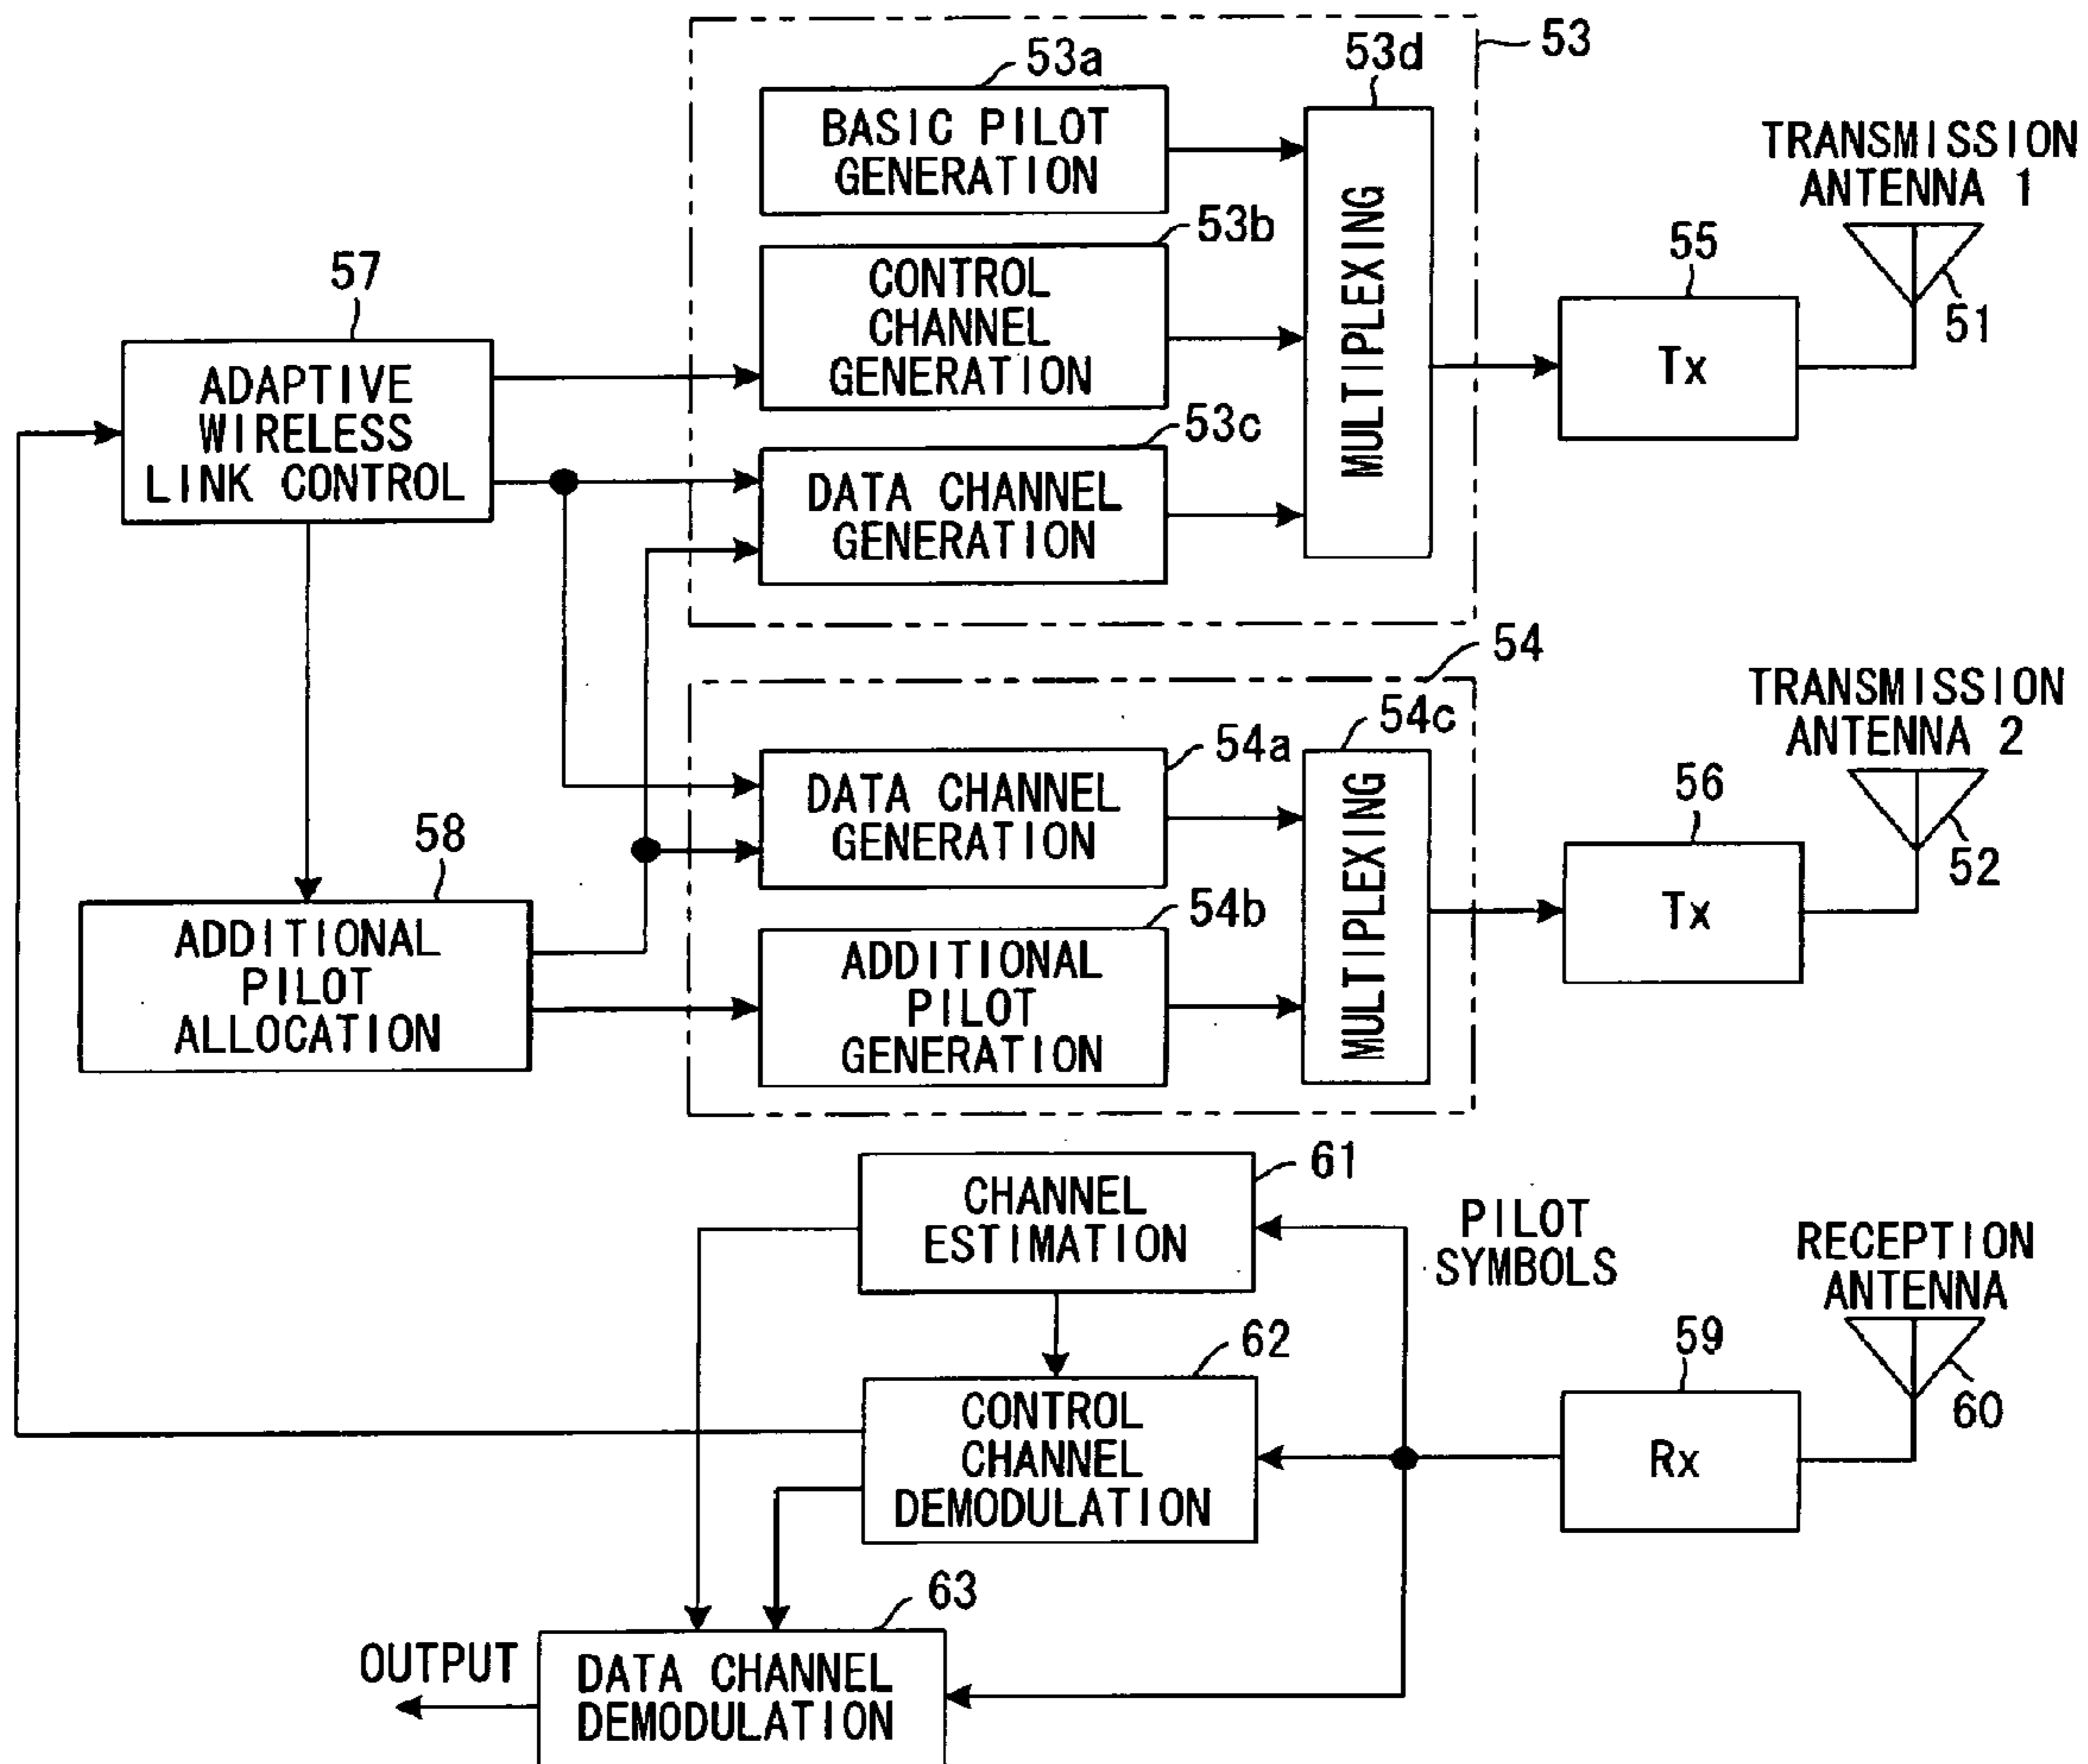 53
53a
53d
BASIC PILOT
GENERATION
TRANSMISSION
ANTENNA 1
53b
57
CONTROL
CHANNEL
GENERATION
MULTIPLEXING
55
51
Tx
ADAPTIVE
WIRELESS
LINK CONTROL
53c
DATA CHANNEL
GENERATION
54
TRANSMISSION
ANTENNA 2
54a
54c
DATA CHANNEL
GENERATION
MULTIPLEXING
56
52
Tx
58
ADDITIONAL
PILOT
ALLOCATION
54b
ADDITIONAL
PILOT
GENERATION
61
CHANNEL
ESTIMATION
PILOT
SYMBOLS
RECEPTION
ANTENNA
62
59
60
CONTROL
CHANNEL
DEMODULATION
Rx
63
OUTPUT
DATA CHANNEL
DEMODULATION